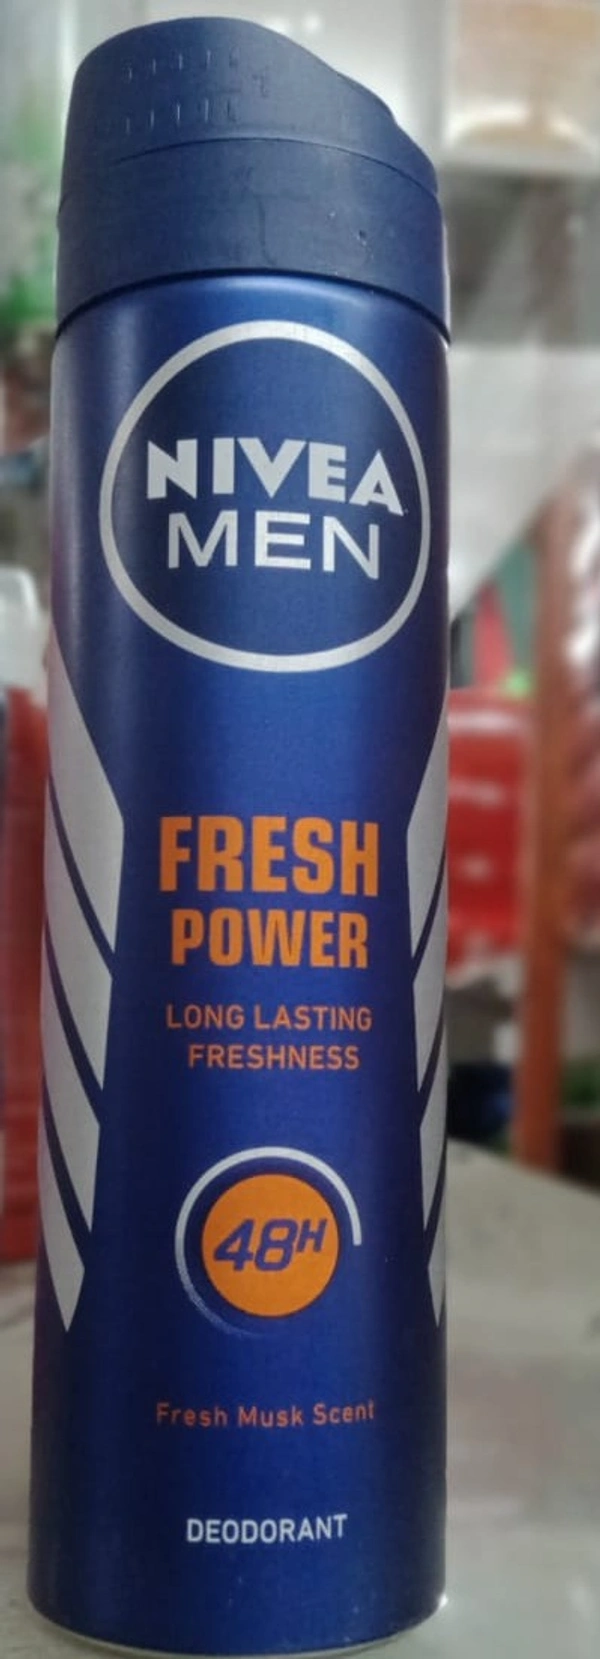 NIVEA
MEN
FRESH
POWER
LONG LASTING
FRESHNESS
48H
Fresh Musk Scent
DEODORANT